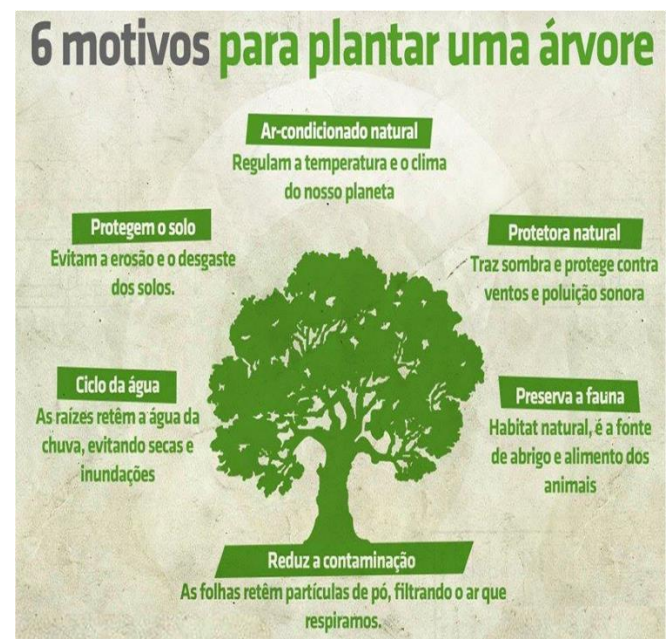 6 motivos para plantar uma árvore
Ar-condicionado natural
Regulam a temperatura e o clima
do nosso planeta
Protegem o solo
Evitam a erosão e o desgaste
dos solos.
Protetora natural
Traz sombra e protege contra
ventos e poluição sonora
Ciclo da água
As raízes retêm a água da
chuva, evitando secas e
inundações
Preserva a fauna
Habitat natural, é a fonte
de abrigo e alimento dos
animais
Reduz a contaminação
As folhas retêm partículas de pó, filtrando o ar que
respiramos.